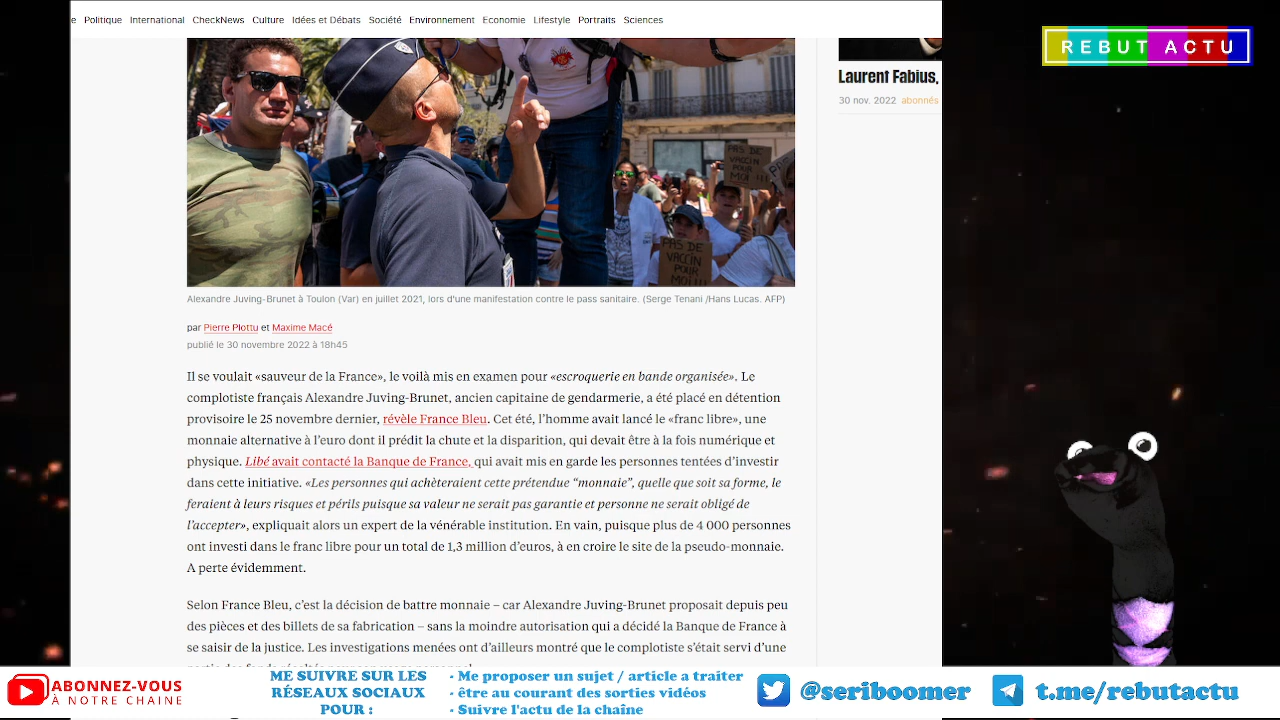 e Politique International CheckNews Culture Idées et Débats Société Environnement Economie Lifestyle Portraits Sciences
REBUT ACTU
PAS DE
VACCIN
POUR
MOI !!!
PAS DE
VACCIN
POUR
MOI !!
Laurent Fabius,
30 nov. 2022 abonnés
Alexandre Juving-Brunet à Toulon (Var) en juillet 2021, lors d'une manifestation contre le pass sanitaire. (Serge Tenani /Hans Lucas. AFP)
par Pierre Plottu et Maxime Macé
publié le 30 novembre 2022 à 18h45
Il se voulait «sauveur de la France», le voilà mis en examen pour «escroquerie en bande organisée». Le
complotiste français Alexandre Juving-Brunet, ancien capitaine de gendarmerie, a été placé en détention
provisoire le 25 novembre dernier, révèle France Bleu. Cet été, l'homme avait lancé le «franc libre», une
monnaie alternative à l'euro dont il prédit la chute et la disparition, qui devait être à la fois numérique et
physique. Libé avait contacté la Banque de France, qui avait mis en garde les personnes tentées d'investir
dans cette initiative. «Les personnes qui achèteraient cette prétendue “monnaie”, quelle que soit sa forme, le
feraient à leurs risques et périls puisque sa valeur ne serait pas garantie et personne ne serait obligé de
l'accepter», expliquait alors un expert de la vénérable institution. En vain, puisque plus de 4 000 personnes
ont investi dans le franc libre pour un total de 1,3 million d'euros, à en croire le site de la pseudo-monnaie.
A perte évidemment.
Selon France Bleu, c'est la décision de battre monnaie – car Alexandre Juving-Brunet proposait depuis peu
des pièces et des billets de sa fabrication – sans la moindre autorisation qui a décidé la Banque de France à
se saisir de la justice. Les investigations menées ont d'ailleurs montré que le complotiste s'était servi d'une
ABONNEZ-VOUS
À NOTRE CHAINE
ME SUIVRE SUR LES
RÉSEAUX SOCIAUX
POUR :
- Me proposer un sujet / article a traiter
- être au courant des sorties vidéos
- Suivre l'actu de la chaîne
@seriboomer
t.me/rebutactu